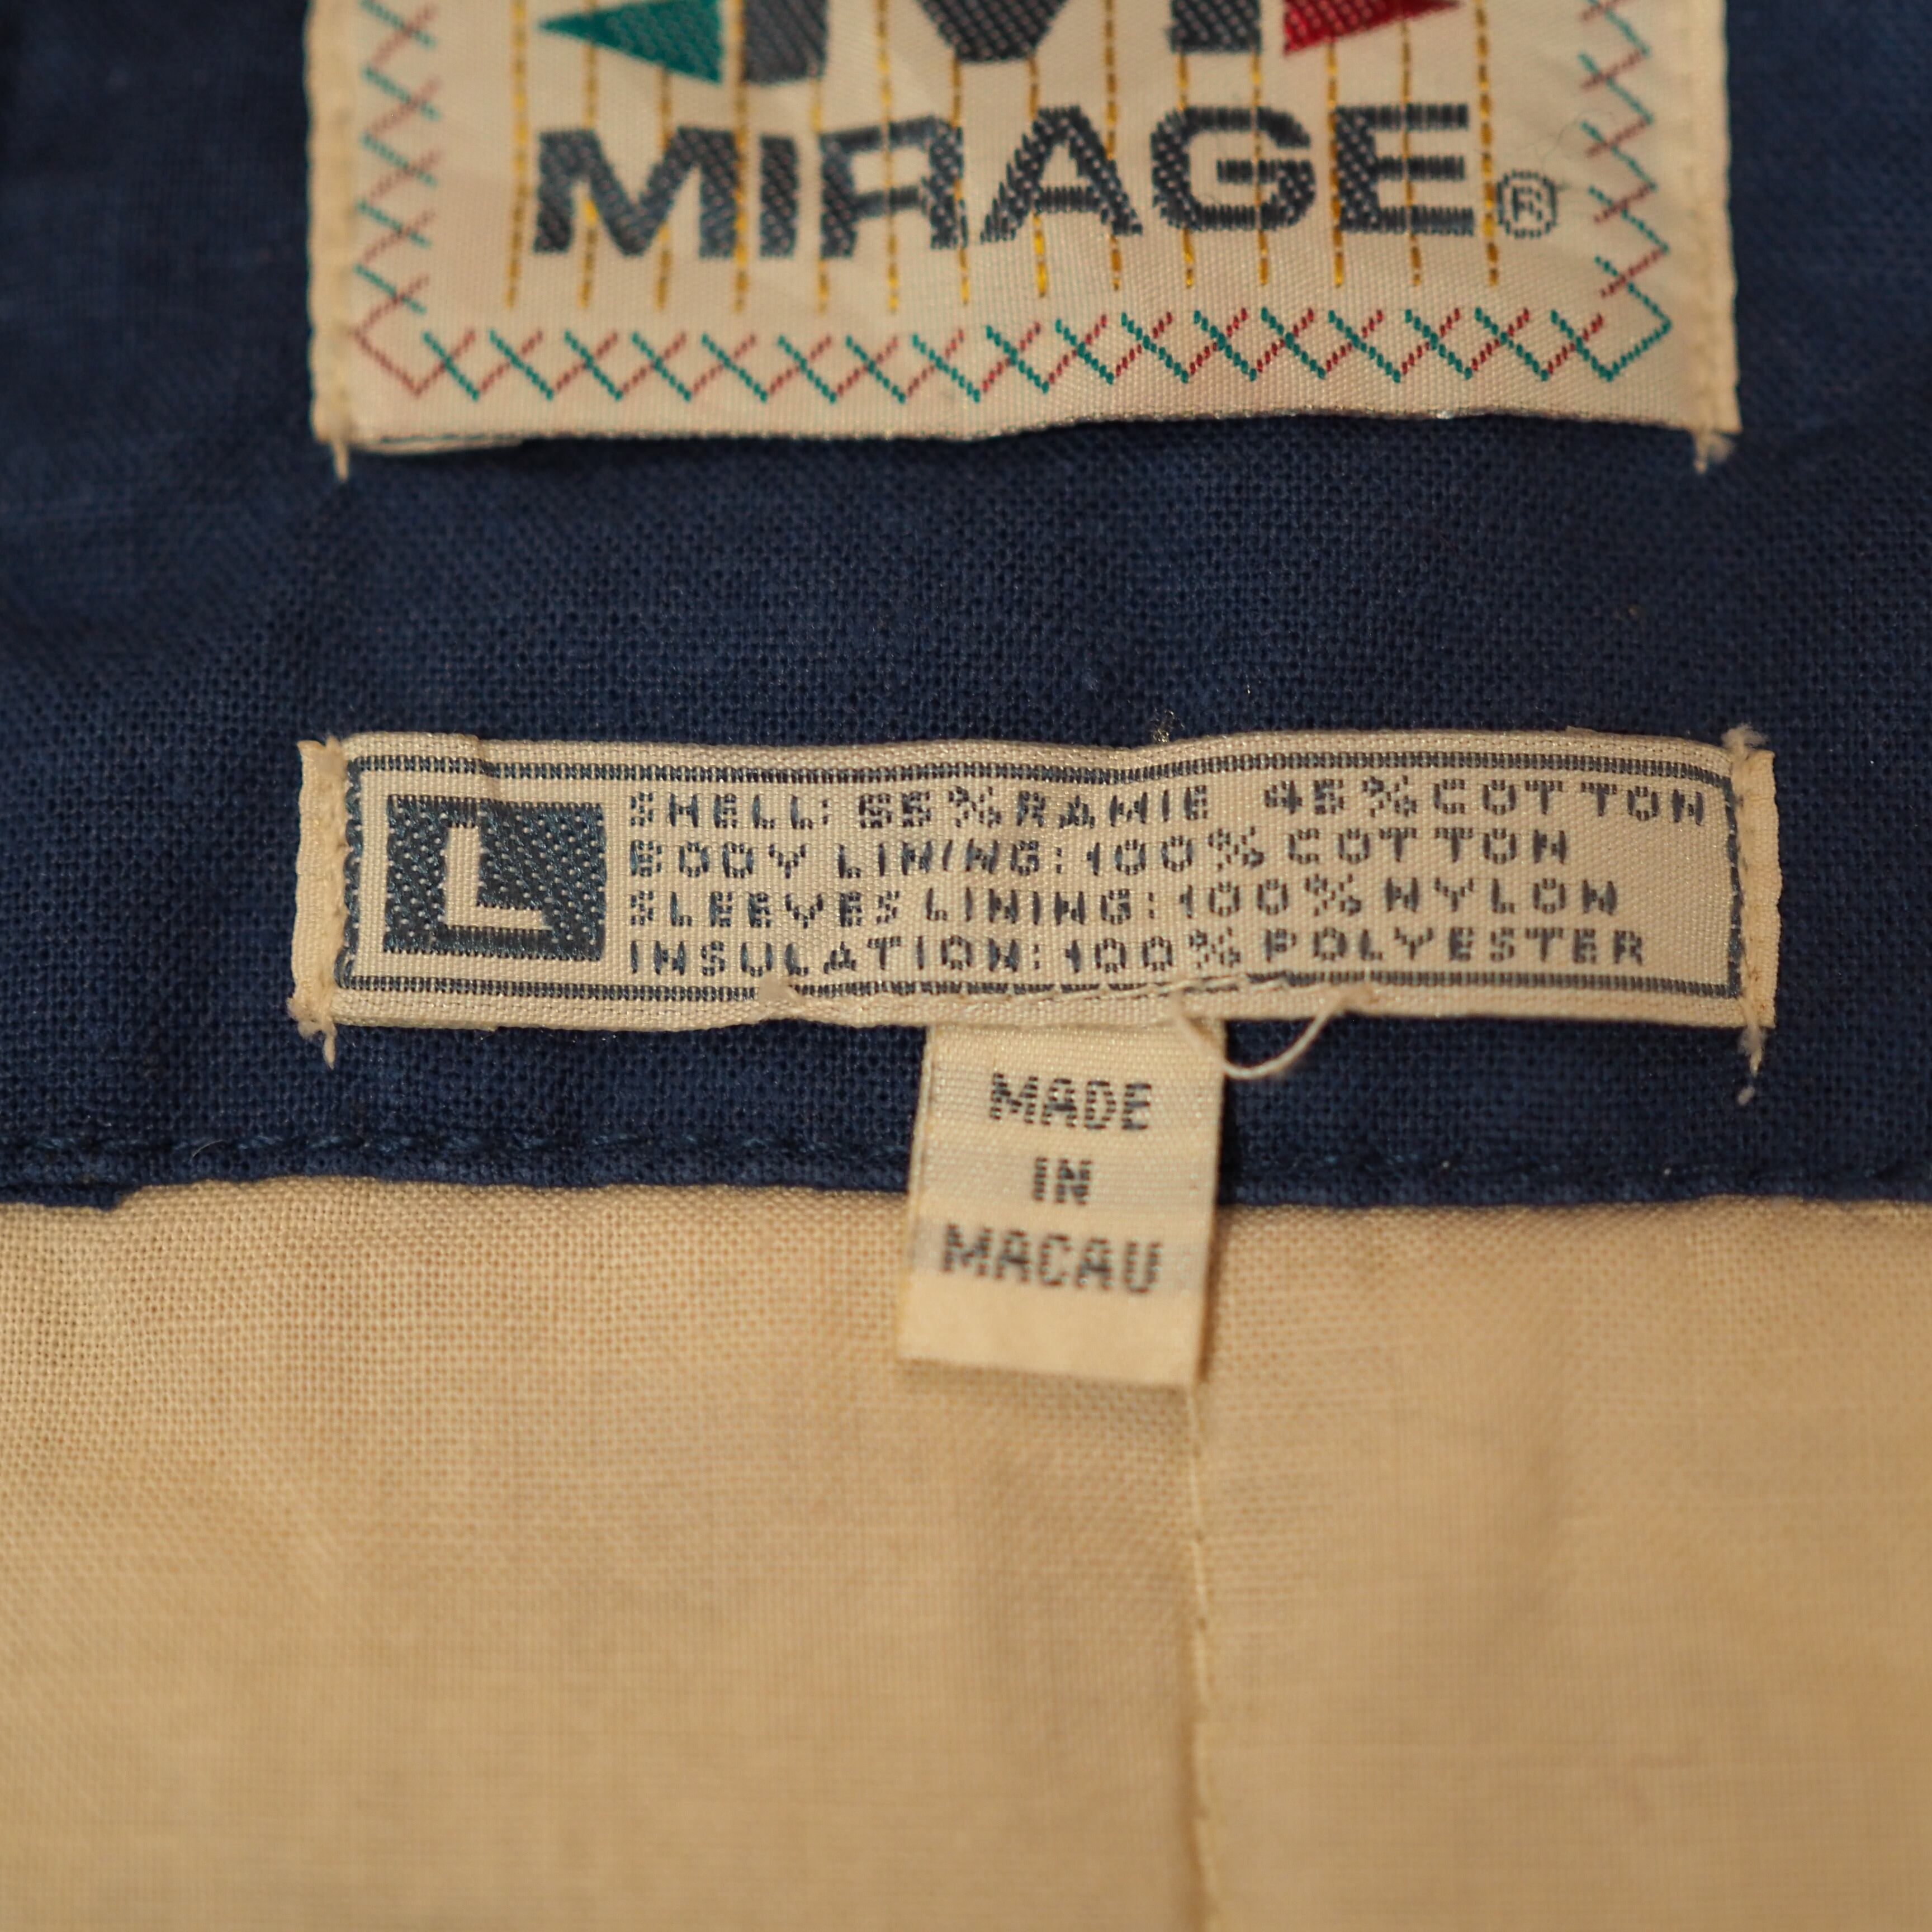 M
MIRAGE®
L
SHELL: 55% RAMIE 45% COTTON
BODY LINING: 100% COTTON
SLEEVES LINING: 100% NYLON
INSULATION: 100% POLYESTER
MADE
IN
MACAU